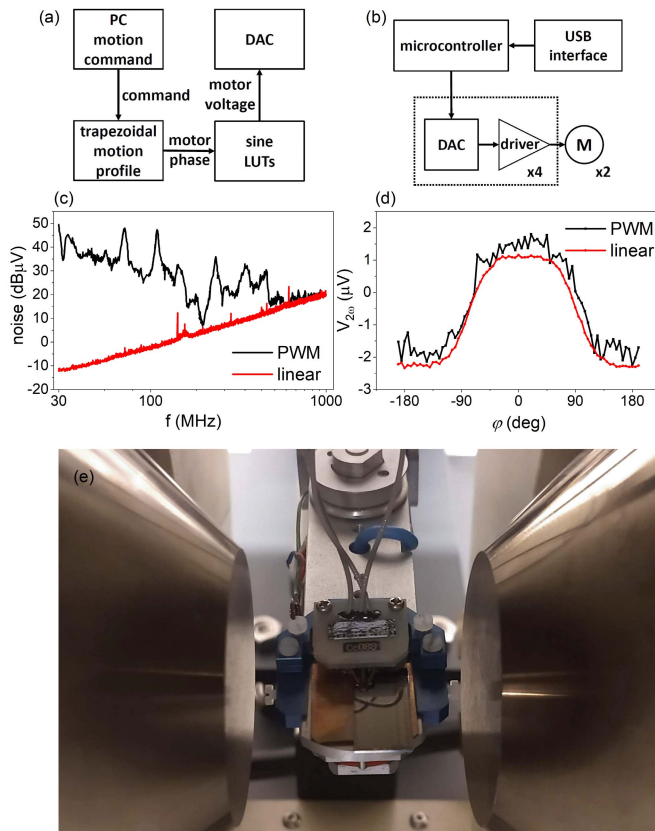 (a)
PC
motion
command
DAC
command
motor
voltage
trapezoidal
motion
profile
motor
phase
sine
LUTs
(b)
microcontroller
USB
interface
DAC
driver
M
x4
x2
(c)
50
40
30
20
10
0
-10
-20
noise (dBµV)
PWM
linear
30
100
1000
f (MHz)
(d)
3
2
1
0
-1
-2
-3
V2ω (µV)
PWM
linear
-180
-90
0
90
180
φ (deg)
(e)